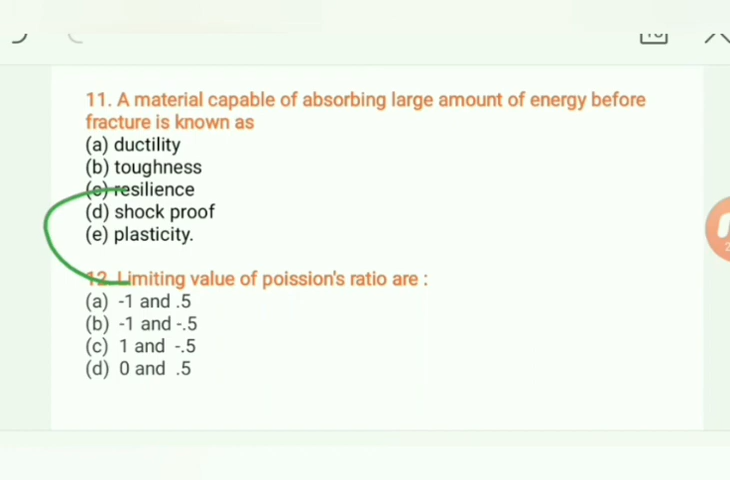 11. A material capable of absorbing large amount of energy before
fracture is known as
(a) ductility
(b) toughness
(c) resilience
(d) shock proof
(e) plasticity.
12. Limiting value of poission's ratio are :
(a) -1 and .5
(b) -1 and -.5
(c) 1 and -.5
(d) 0 and .5